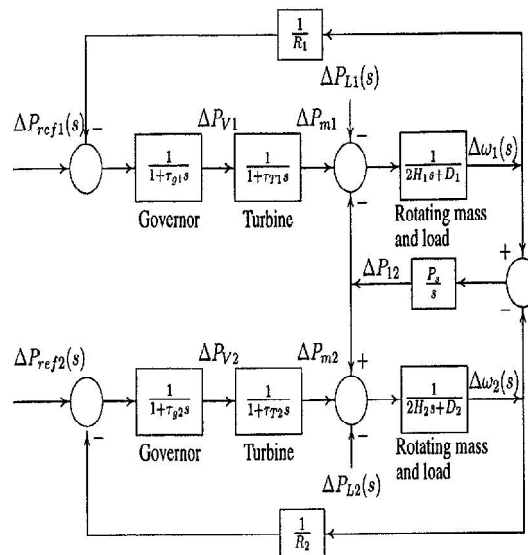 1/R₁
ΔP_{L1}(s)
ΔP_{ref1}(s)
−
ΔP_{V1}
ΔP_{m1}
−
1/(1+τ_{g1}s)
1/(1+τ_{T1}s)
1/(2H₁s+D₁)
Δω₁(s)
Governor
Turbine
−
Rotating mass
and load
ΔP₁₂
P_s/s
+
−
ΔP_{ref2}(s)
ΔP_{V2}
ΔP_{m2}
+
1/(1+τ_{g2}s)
1/(1+τ_{T2}s)
1/(2H₂s+D₂)
Δω₂(s)
−
Governor
Turbine
−
Rotating mass
and load
ΔP_{L2}(s)
1/R₂